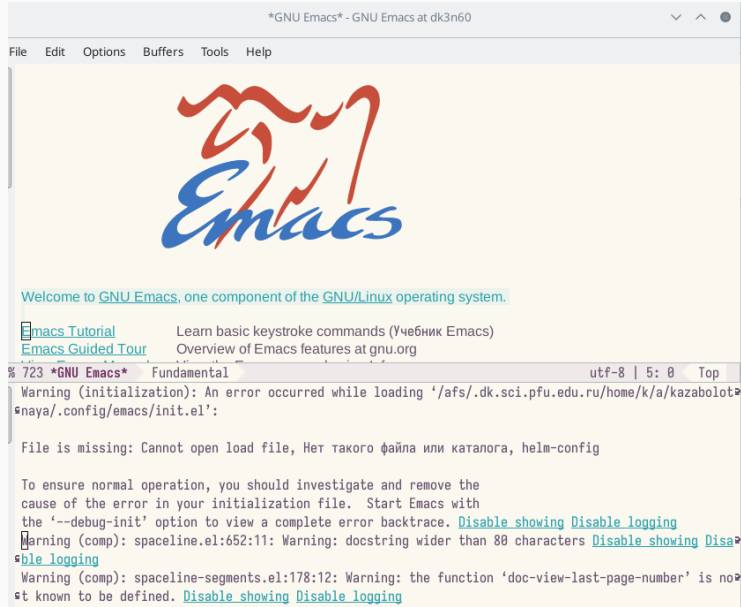 *GNU Emacs* - GNU Emacs at dk3n60
File Edit Options Buffers Tools Help
Emacs
Welcome to GNU Emacs, one component of the GNU/Linux operating system.
Emacs Tutorial Learn basic keystroke commands (Учебник Emacs)
Emacs Guided Tour Overview of Emacs features at gnu.org
% 723 *GNU Emacs* Fundamental utf-8 | 5: 0 Top
Warning (initialization): An error occurred while loading ‘/afs/.dk.sci.pfu.edu.ru/home/k/a/kazabolot
naya/.config/emacs/init.el’:
File is missing: Cannot open load file, Нет такого файла или каталога, helm-config
To ensure normal operation, you should investigate and remove the
cause of the error in your initialization file. Start Emacs with
the ‘--debug-init’ option to view a complete error backtrace. Disable showing Disable logging
Warning (comp): spaceline.el:652:11: Warning: docstring wider than 80 characters Disable showing Disa
ble logging
Warning (comp): spaceline-segments.el:178:12: Warning: the function ‘doc-view-last-page-number’ is no
t known to be defined. Disable showing Disable logging